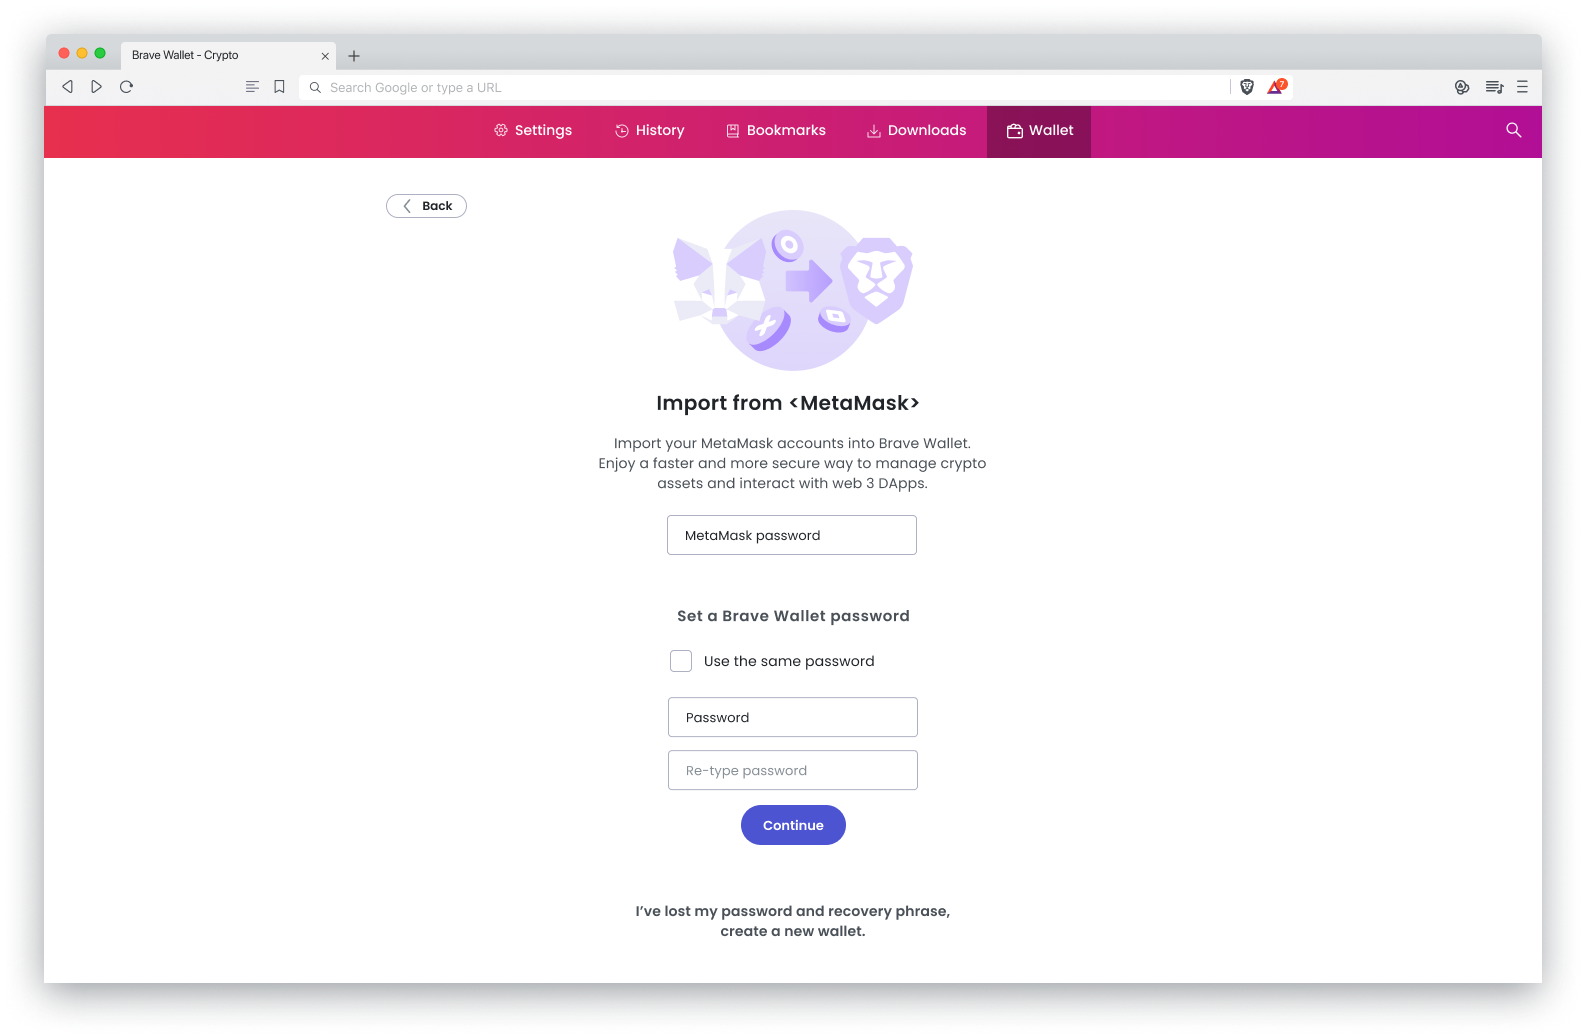 Brave Wallet - Crypto
Search Google or type a URL
7
Settings
History
Bookmarks
Downloads
Wallet
Back
Import from <MetaMask>
Import your MetaMask accounts into Brave Wallet.
Enjoy a faster and more secure way to manage crypto
assets and interact with web 3 DApps.
MetaMask password
Set a Brave Wallet password
Use the same password
Password
Re-type password
Continue
I’ve lost my password and recovery phrase,
create a new wallet.